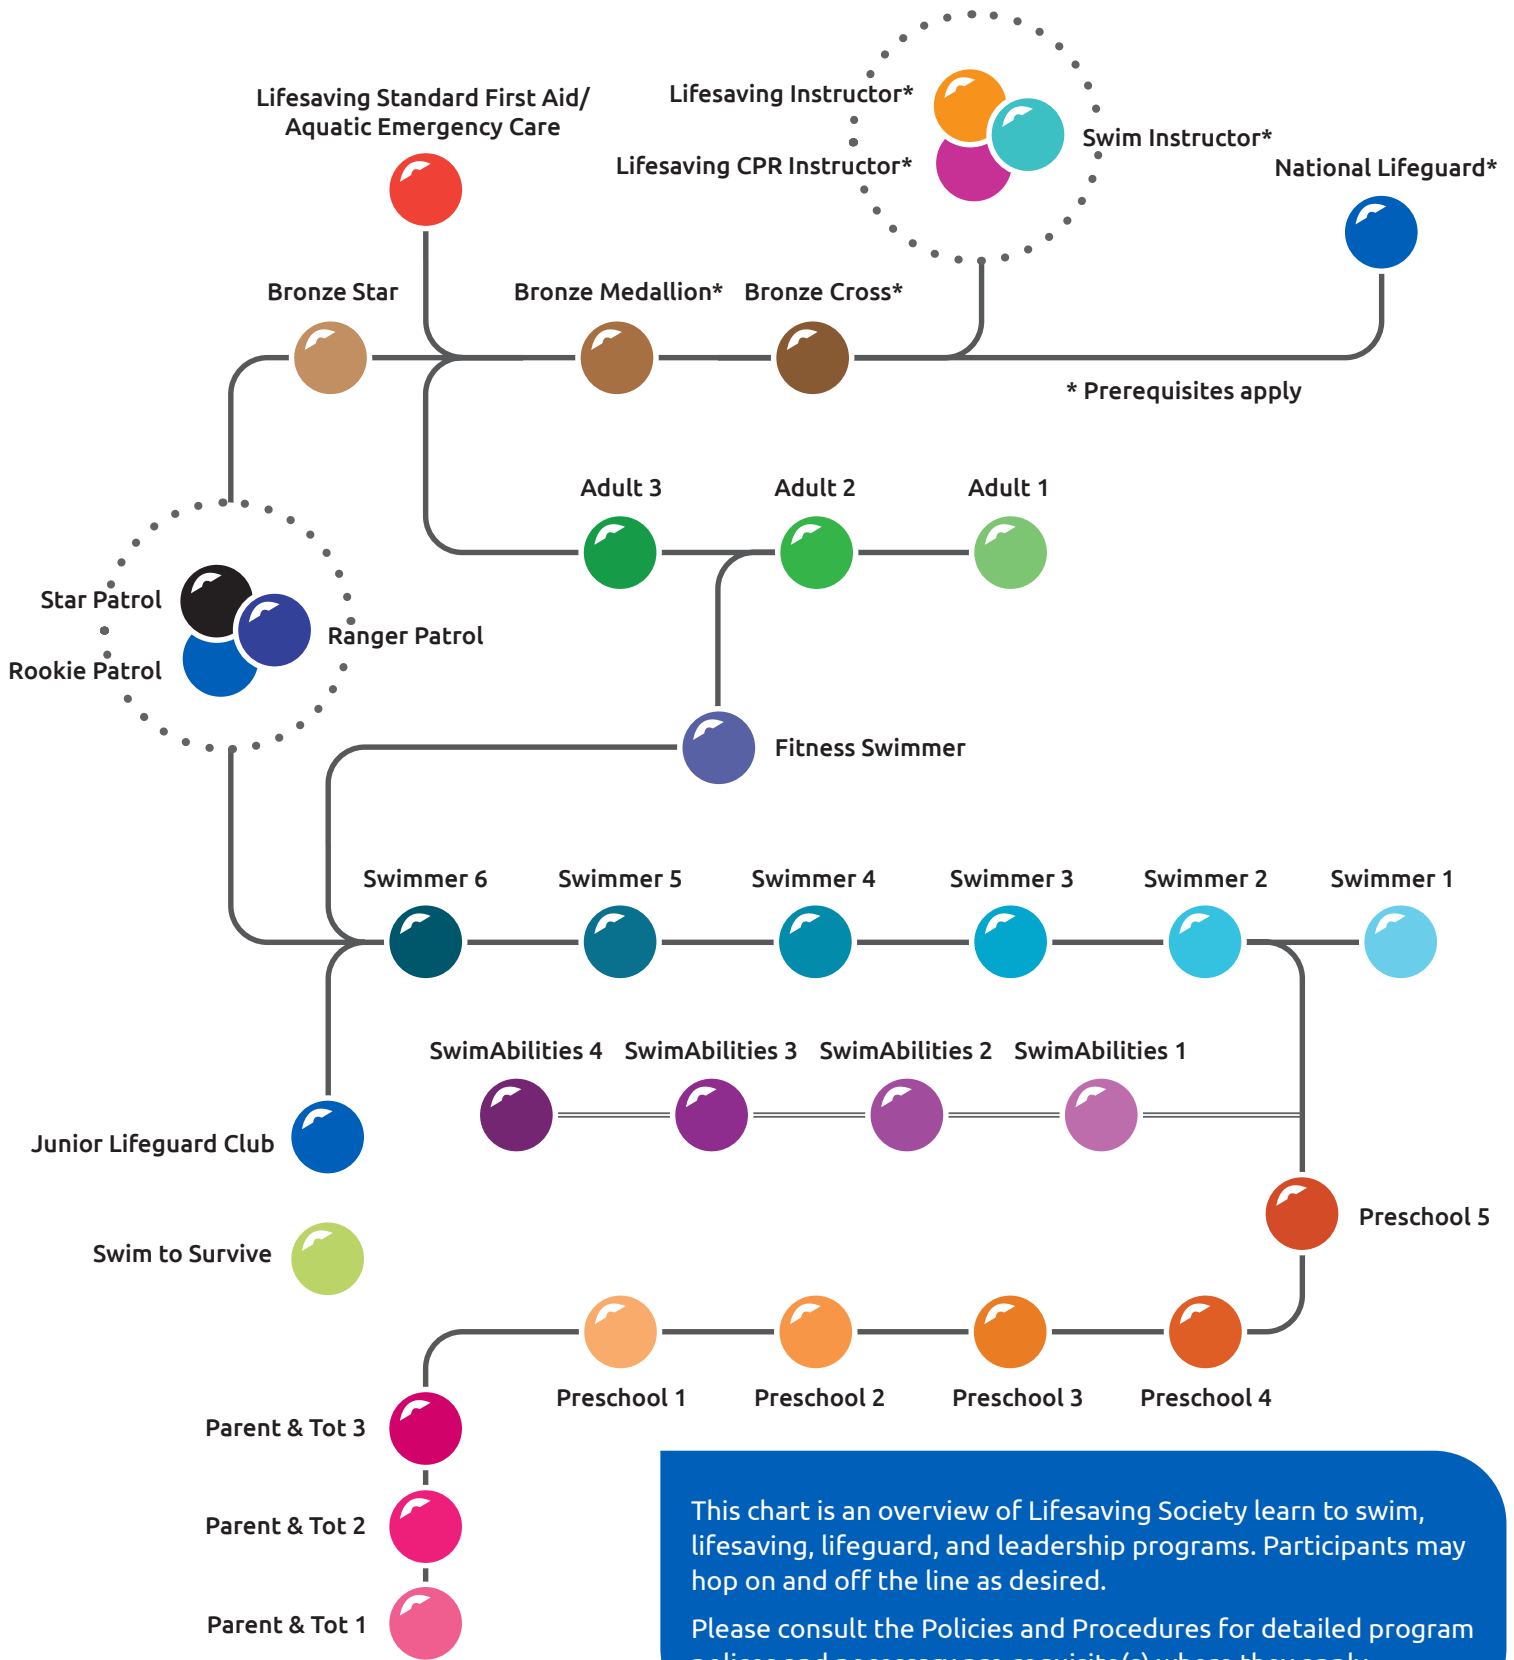 Lifesaving Standard First Aid/
Aquatic Emergency Care
Lifesaving Instructor*
Swim Instructor*
Lifesaving CPR Instructor*
National Lifeguard*
Bronze Star
Bronze Medallion*
Bronze Cross*
* Prerequisites apply
Adult 3
Adult 2
Adult 1
Star Patrol
Ranger Patrol
Rookie Patrol
Fitness Swimmer
Swimmer 6
Swimmer 5
Swimmer 4
Swimmer 3
Swimmer 2
Swimmer 1
SwimAbilities 4
SwimAbilities 3
SwimAbilities 2
SwimAbilities 1
Junior Lifeguard Club
Preschool 5
Swim to Survive
Preschool 1
Preschool 2
Preschool 3
Preschool 4
Parent & Tot 3
Parent & Tot 2
Parent & Tot 1
This chart is an overview of Lifesaving Society learn to swim,
lifesaving, lifeguard, and leadership programs. Participants may
hop on and off the line as desired.
Please consult the Policies and Procedures for detailed program